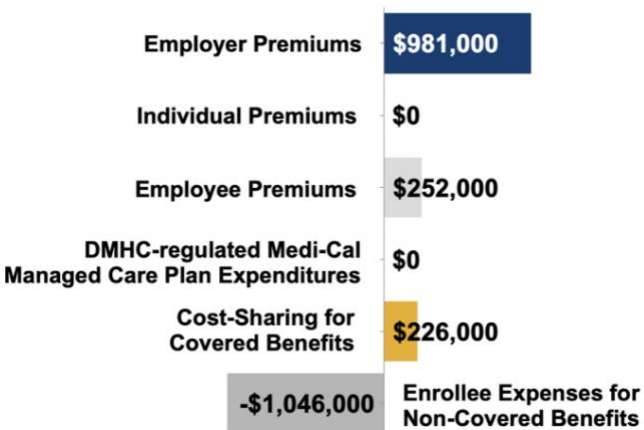 Employer Premiums $981,000
Individual Premiums $0
Employee Premiums $252,000
DMHC-regulated Medi-Cal
Managed Care Plan Expenditures $0
Cost-Sharing for
Covered Benefits $226,000
-$1,046,000 Enrollee Expenses for
Non-Covered Benefits